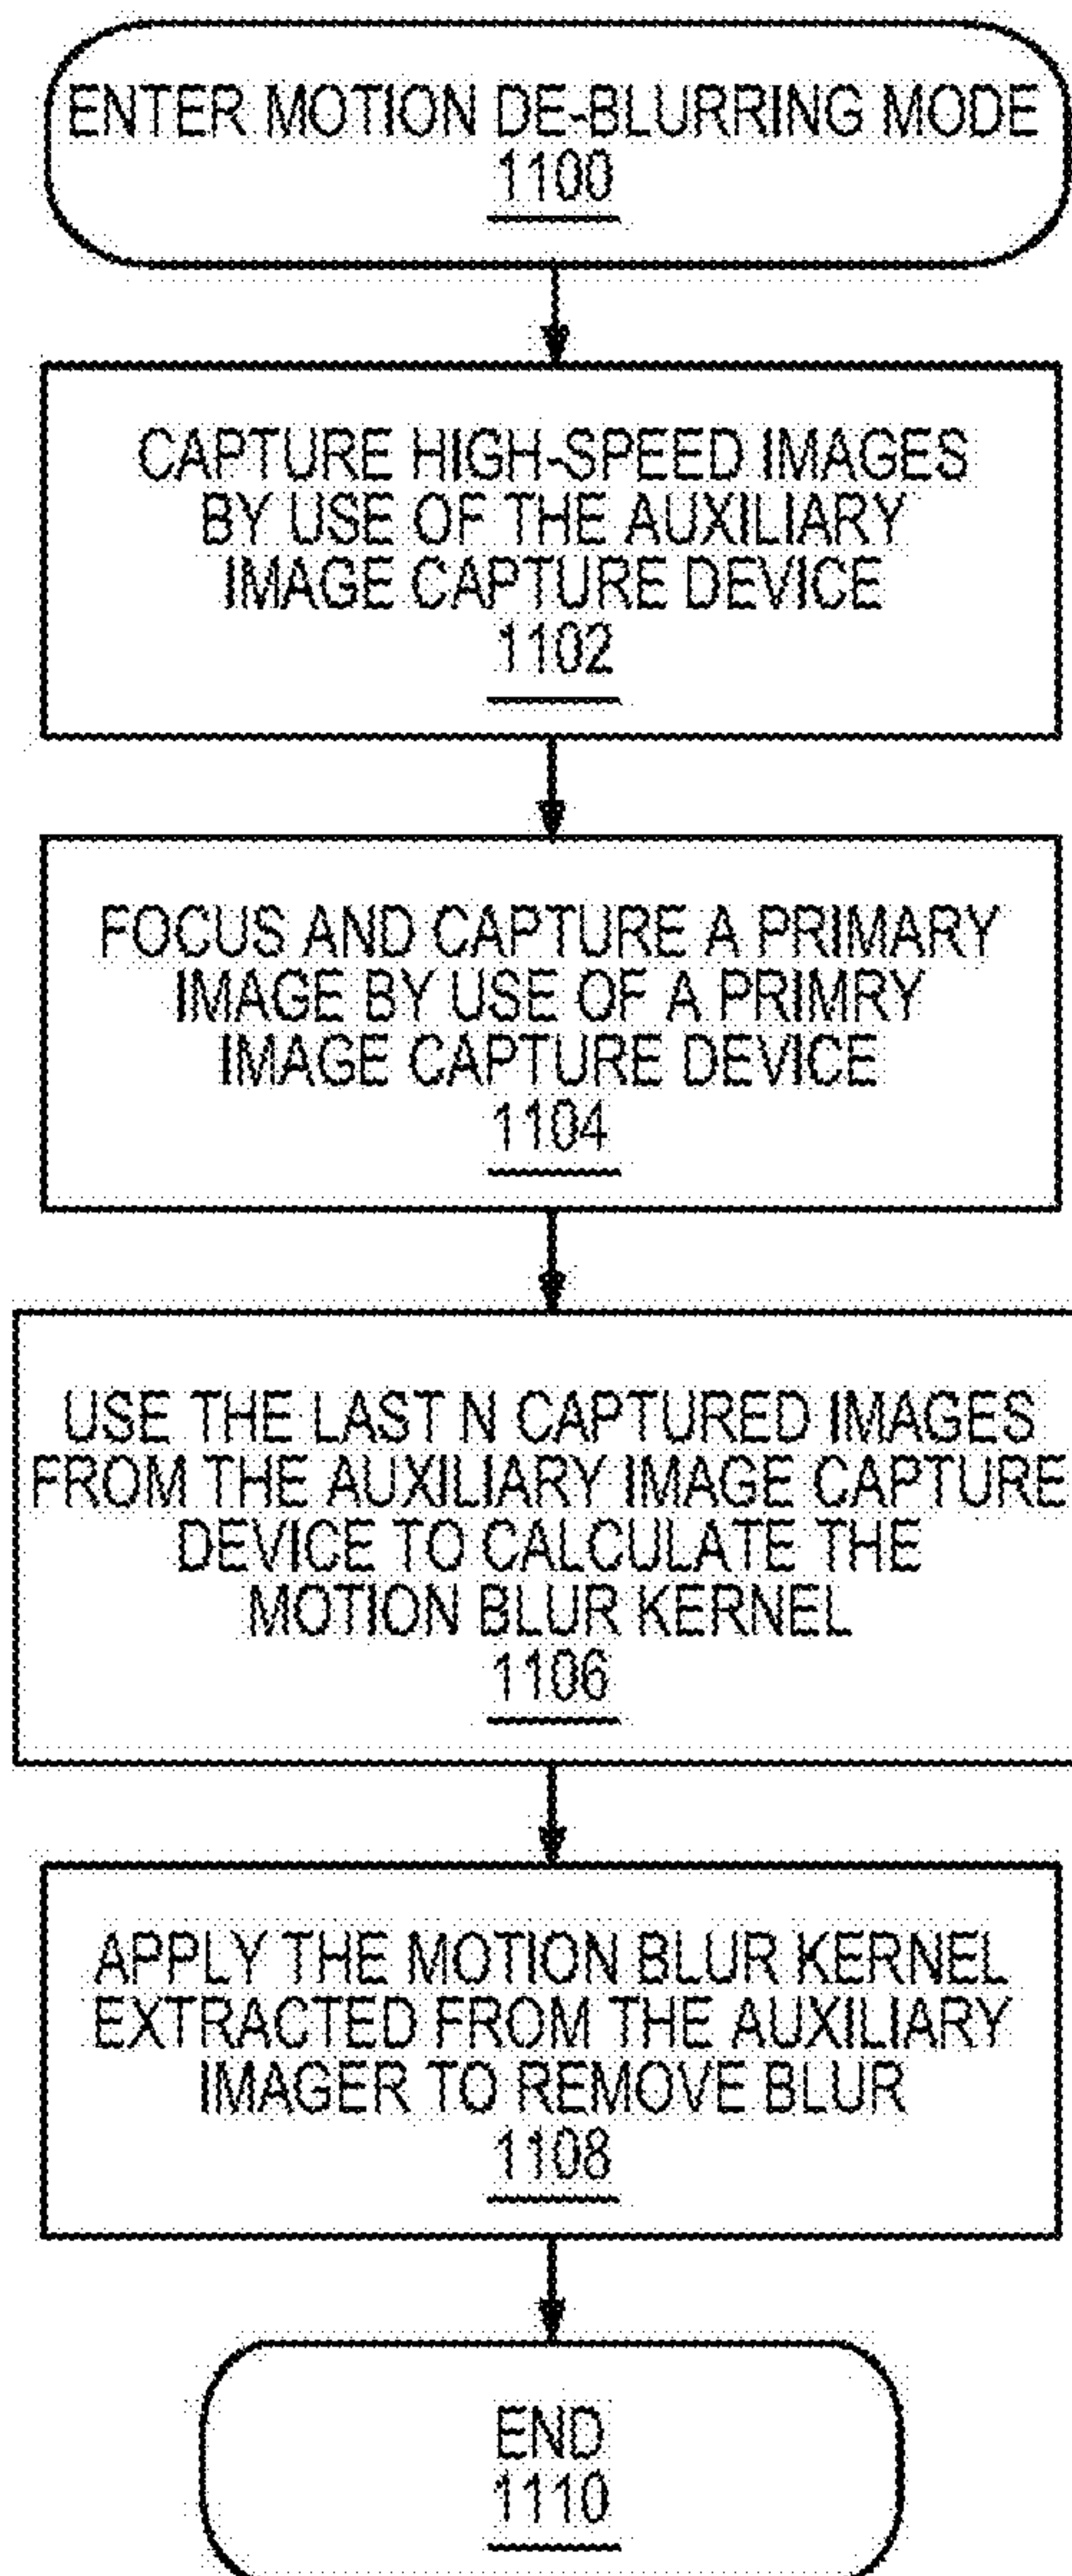 ENTER MOTION DE-BLURRING MODE
1100
CAPTURE HIGH-SPEED IMAGES
BY USE OF THE AUXILIARY
IMAGE CAPTURE DEVICE
1102
FOCUS AND CAPTURE A PRIMARY
IMAGE BY USE OF A PRIMRY
IMAGE CAPTURE DEVICE
1104
USE THE LAST N CAPTURED IMAGES
FROM THE AUXILIARY IMAGE CAPTURE
DEVICE TO CALCULATE THE
MOTION BLUR KERNEL
1106
APPLY THE MOTION BLUR KERNEL
EXTRACTED FROM THE AUXILIARY
IMAGER TO REMOVE BLUR
1108
END
1110